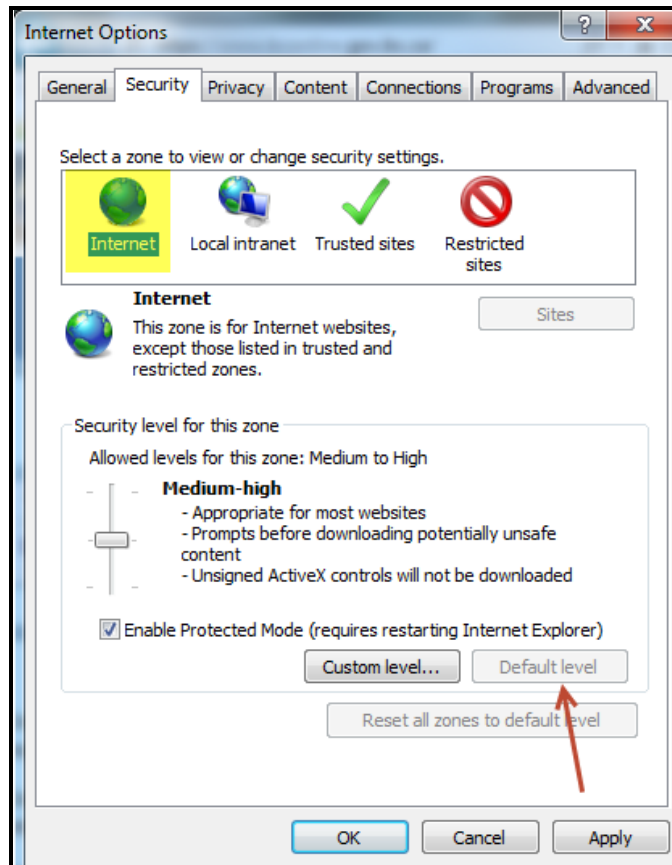 Internet Options
General Security Privacy Content Connections Programs Advanced
Select a zone to view or change security settings.
Internet Local intranet Trusted sites Restricted sites
Internet
This zone is for Internet websites,
except those listed in trusted and
restricted zones.
Sites
Security level for this zone
Allowed levels for this zone: Medium to High
Medium-high
- Appropriate for most websites
- Prompts before downloading potentially unsafe
content
- Unsigned ActiveX controls will not be downloaded
Enable Protected Mode (requires restarting Internet Explorer)
Custom level... Default level
Reset all zones to default level
OK Cancel Apply